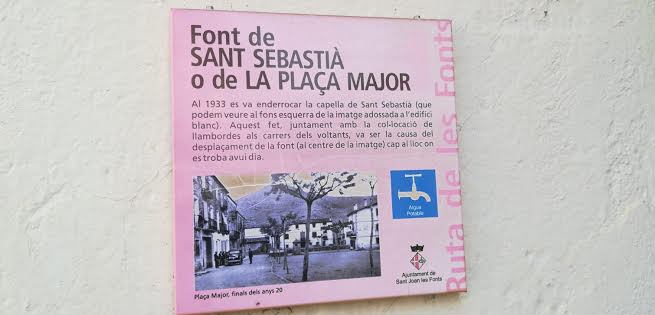 Font de
SANT SEBASTIÀ
o de LA PLAÇA MAJOR
Al 1933 es va enderrocar la capella de Sant Sebastià (que
podem veure al fons esquerra de la imatge adossada a l'edifici
blanc). Aquest fet, juntament amb la col·locació de
llambordes als carrers dels voltants, va ser la causa del
desplaçament de la font (al centre de la imatge) cap al lloc on
es troba avui dia.
Aigua
Potable
Ajuntament de
Sant Joan les Fonts
Plaça Major, finals dels anys 20
Ruta de les Fonts